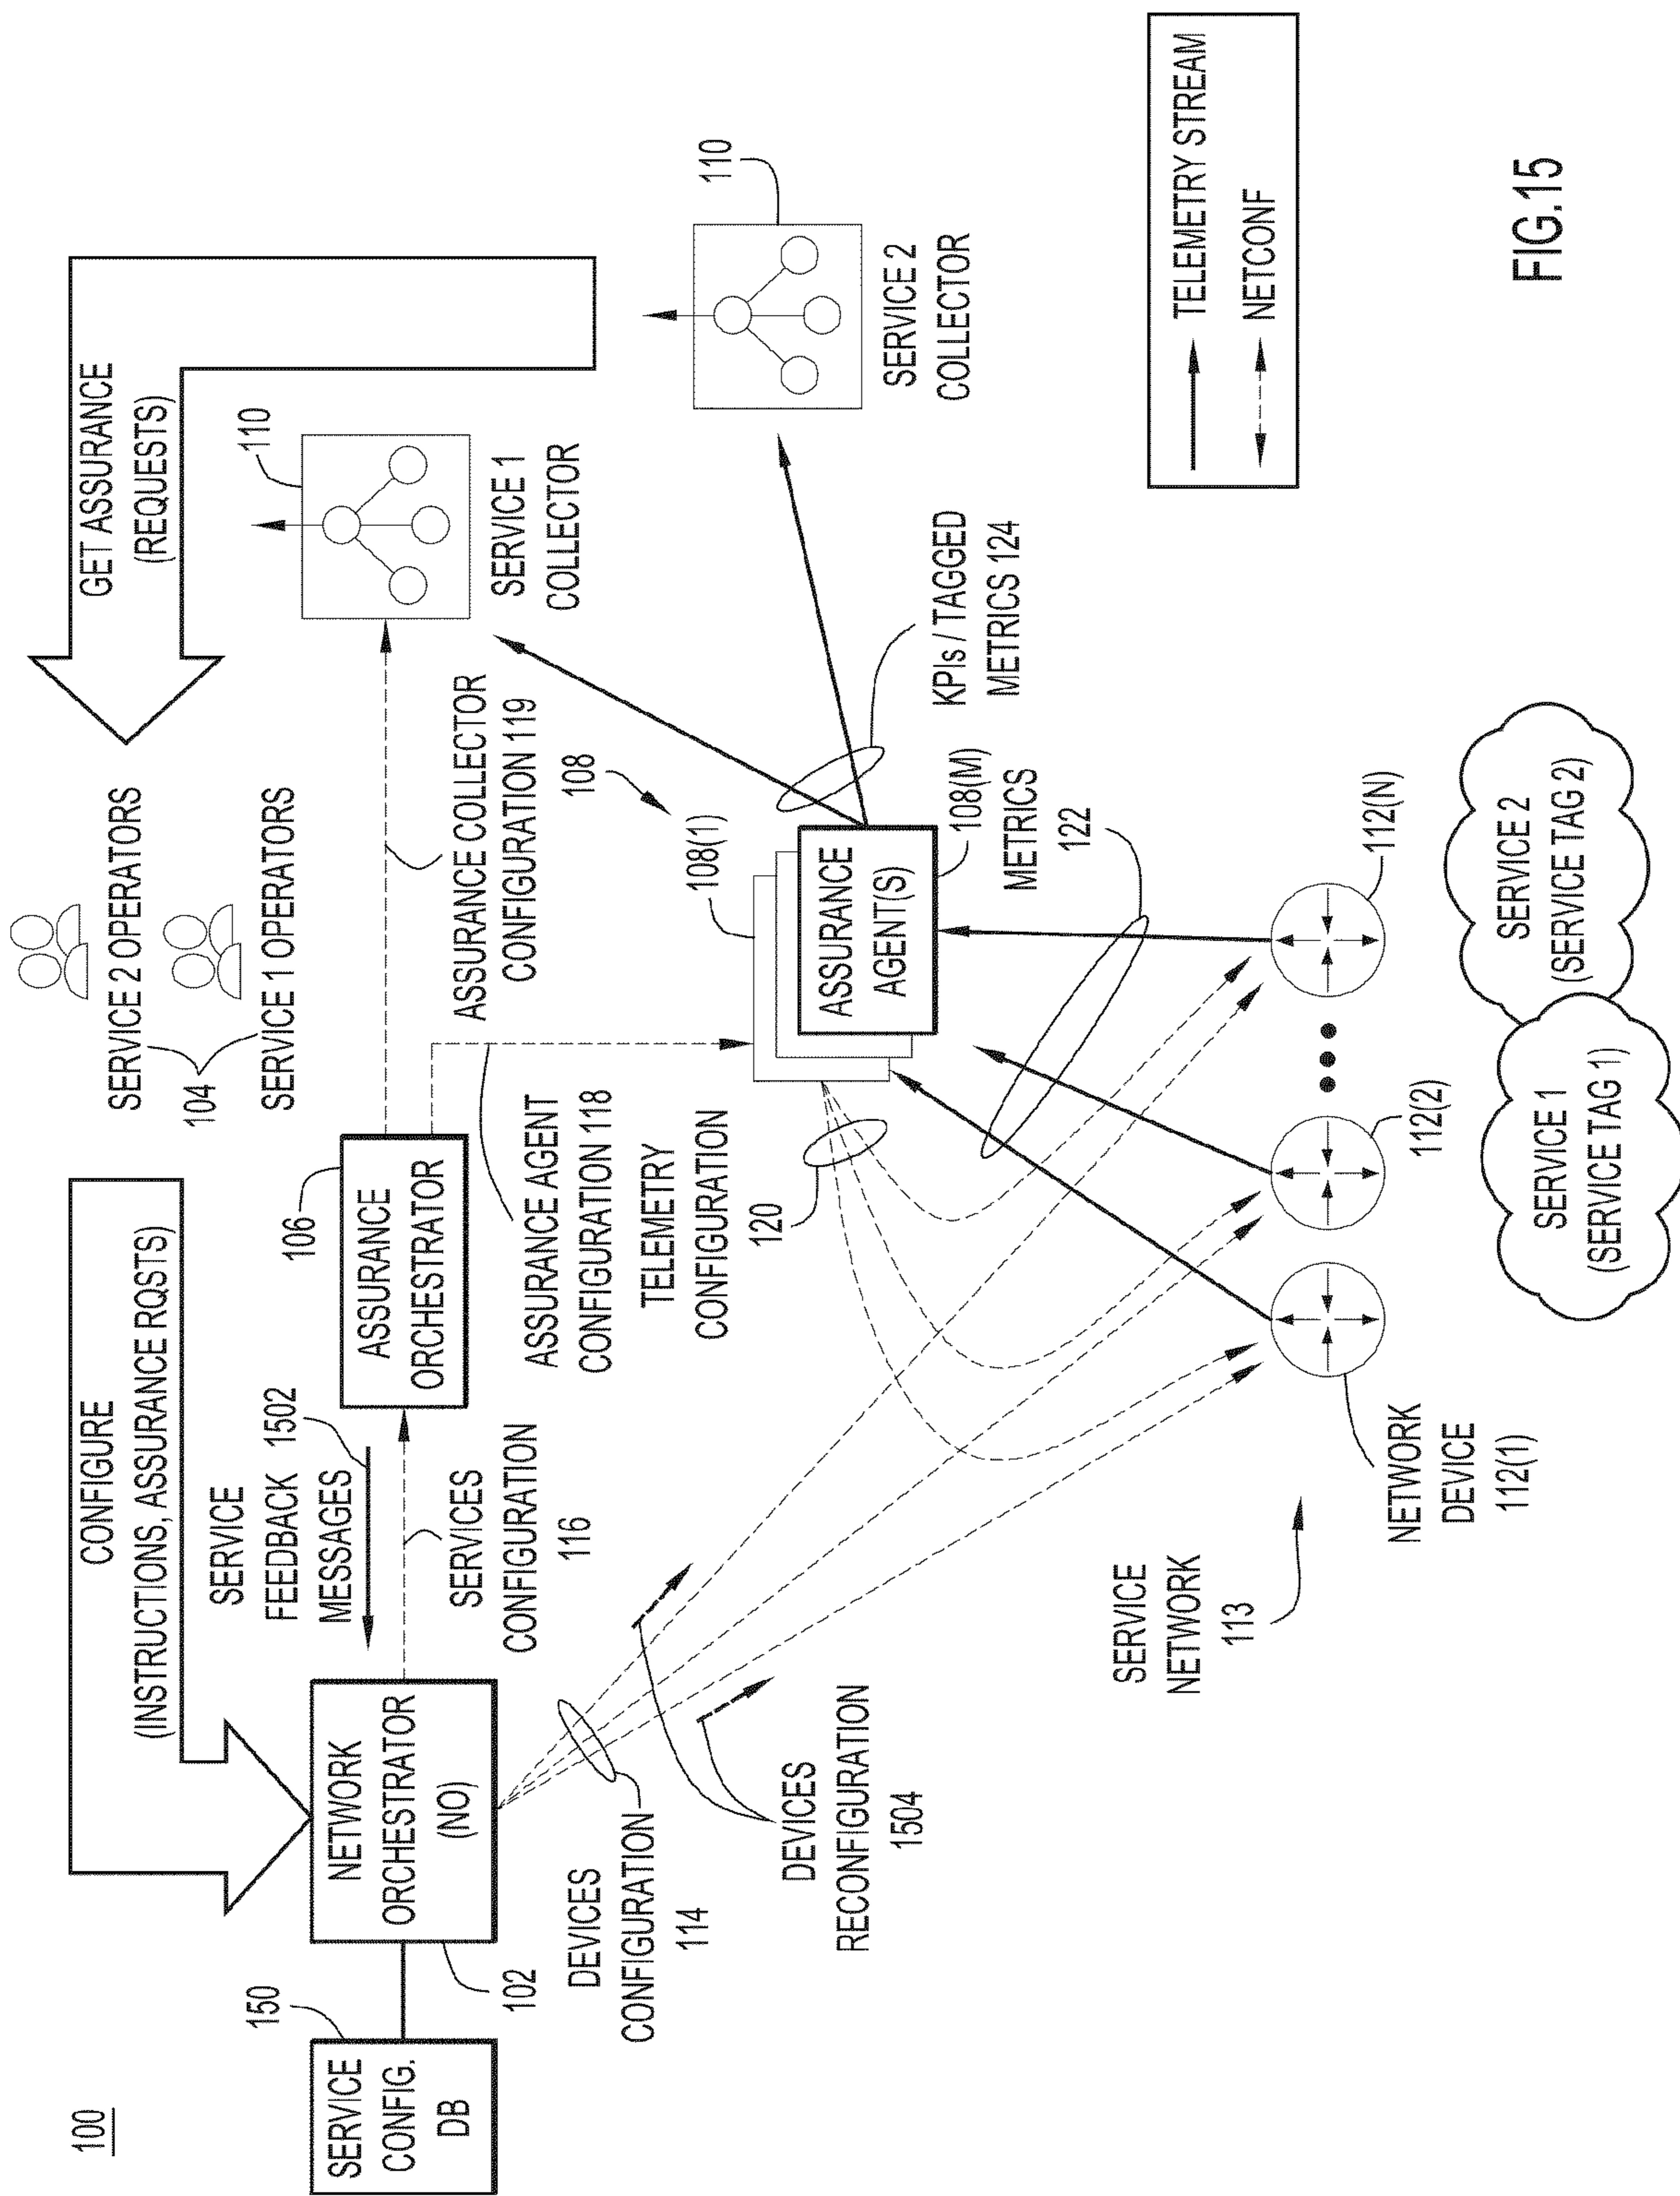 100
CONFIGURE
(INSTRUCTIONS, ASSURANCE RQSTS)
SERVICE 2 OPERATORS
104
SERVICE 1 OPERATORS
GET ASSURANCE
(REQUESTS)
150
SERVICE
CONFIG.
DB
102
NETWORK
ORCHESTRATOR
(NO)
SERVICE
FEEDBACK 1502
MESSAGES
SERVICES
CONFIGURATION
116
106
ASSURANCE
ORCHESTRATOR
ASSURANCE COLLECTOR
CONFIGURATION 119
110
SERVICE 1
COLLECTOR
110
SERVICE 2
COLLECTOR
ASSURANCE AGENT
CONFIGURATION 118
108
108(1)
ASSURANCE
AGENT(S)
108(M)
KPIs / TAGGED
METRICS 124
TELEMETRY
CONFIGURATION
120
METRICS
122
DEVICES
CONFIGURATION
114
DEVICES
RECONFIGURATION
1504
SERVICE
NETWORK
113
NETWORK
DEVICE
112(1)
112(2)
112(N)
SERVICE 1
(SERVICE TAG 1)
SERVICE 2
(SERVICE TAG 2)
TELEMETRY STREAM
NETCONF
FIG.15